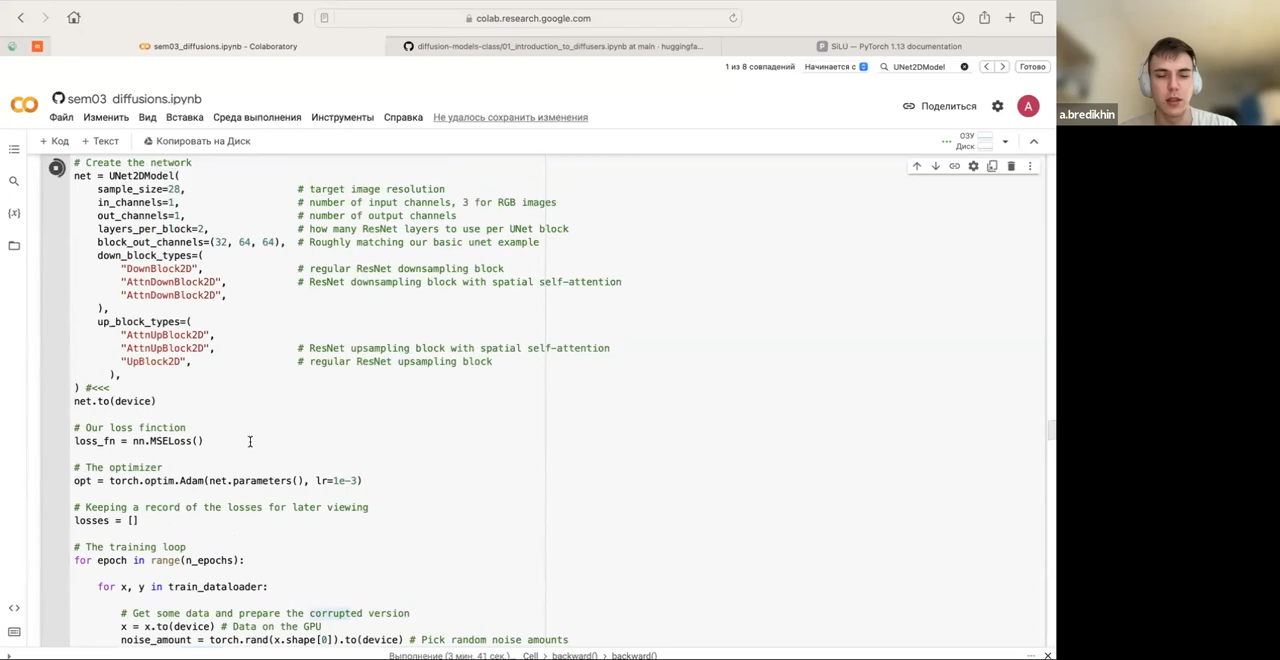 colab.research.google.com
sem03_diffusions.ipynb - Colaboratory
diffusion-models-class/01_introduction_to_diffusers.ipynb at main · huggingfa...
SiLU — PyTorch 1.13 documentation
1 из 8 совпадений
Начинается с
UNet2DModel
Готово
sem03_diffusions.ipynb
Файл Изменить Вид Вставка Среда выполнения Инструменты Справка Не удалось сохранить изменения
Поделиться
A
+ Код + Текст Копировать на Диск
ОЗУ
Диск
# Create the network
net = UNet2DModel(
sample_size=28, # target image resolution
in_channels=1, # number of input channels, 3 for RGB images
out_channels=1, # number of output channels
layers_per_block=2, # how many ResNet layers to use per UNet block
block_out_channels=(32, 64, 64), # Roughly matching our basic unet example
down_block_types=(
"DownBlock2D", # regular ResNet downsampling block
"AttnDownBlock2D", # ResNet downsampling block with spatial self-attention
"AttnDownBlock2D",
),
up_block_types=(
"AttnUpBlock2D",
"AttnUpBlock2D", # ResNet upsampling block with spatial self-attention
"UpBlock2D", # regular ResNet upsampling block
),
) #<<<
net.to(device)
# Our loss finction
loss_fn = nn.MSELoss()
# The optimizer
opt = torch.optim.Adam(net.parameters(), lr=1e-3)
# Keeping a record of the losses for later viewing
losses = []
# The training loop
for epoch in range(n_epochs):
for x, y in train_dataloader:
# Get some data and prepare the corrupted version
x = x.to(device) # Data on the GPU
noise_amount = torch.rand(x.shape[0]).to(device) # Pick random noise amounts
Выполнение (3 мин. 41 сек.)... Cell > backward() > backward()
a.bredikhin